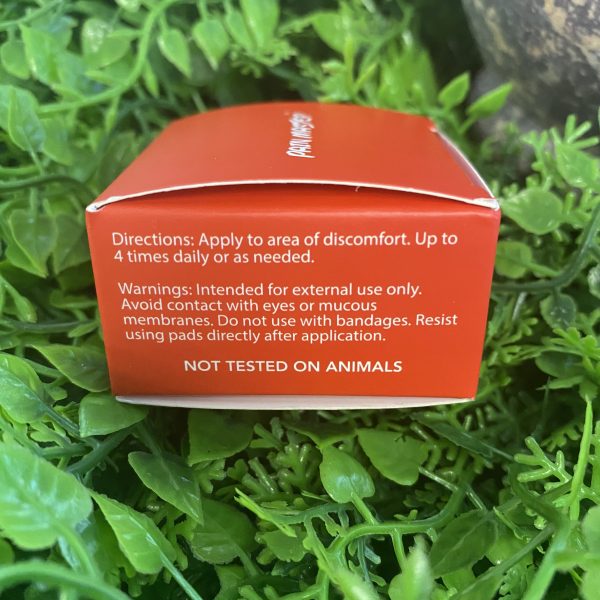 PAIN MASTER
Directions: Apply to area of discomfort. Up to
4 times daily or as needed.
Warnings: Intended for external use only.
Avoid contact with eyes or mucous
membranes. Do not use with bandages. Resist
using pads directly after application.
NOT TESTED ON ANIMALS